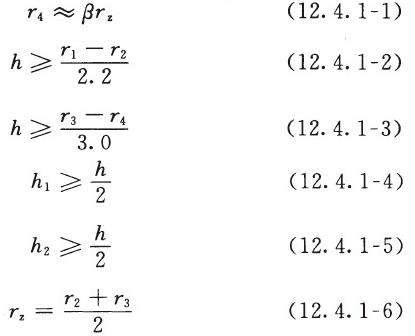 r₄ ≈ βr_z (12.4.1-1)
h ⩾ (r₁ − r₂)/2.2 (12.4.1-2)
h ⩾ (r₃ − r₄)/3.0 (12.4.1-3)
h₁ ⩾ h/2 (12.4.1-4)
h₂ ⩾ h/2 (12.4.1-5)
r_z = (r₂ + r₃)/2 (12.4.1-6)